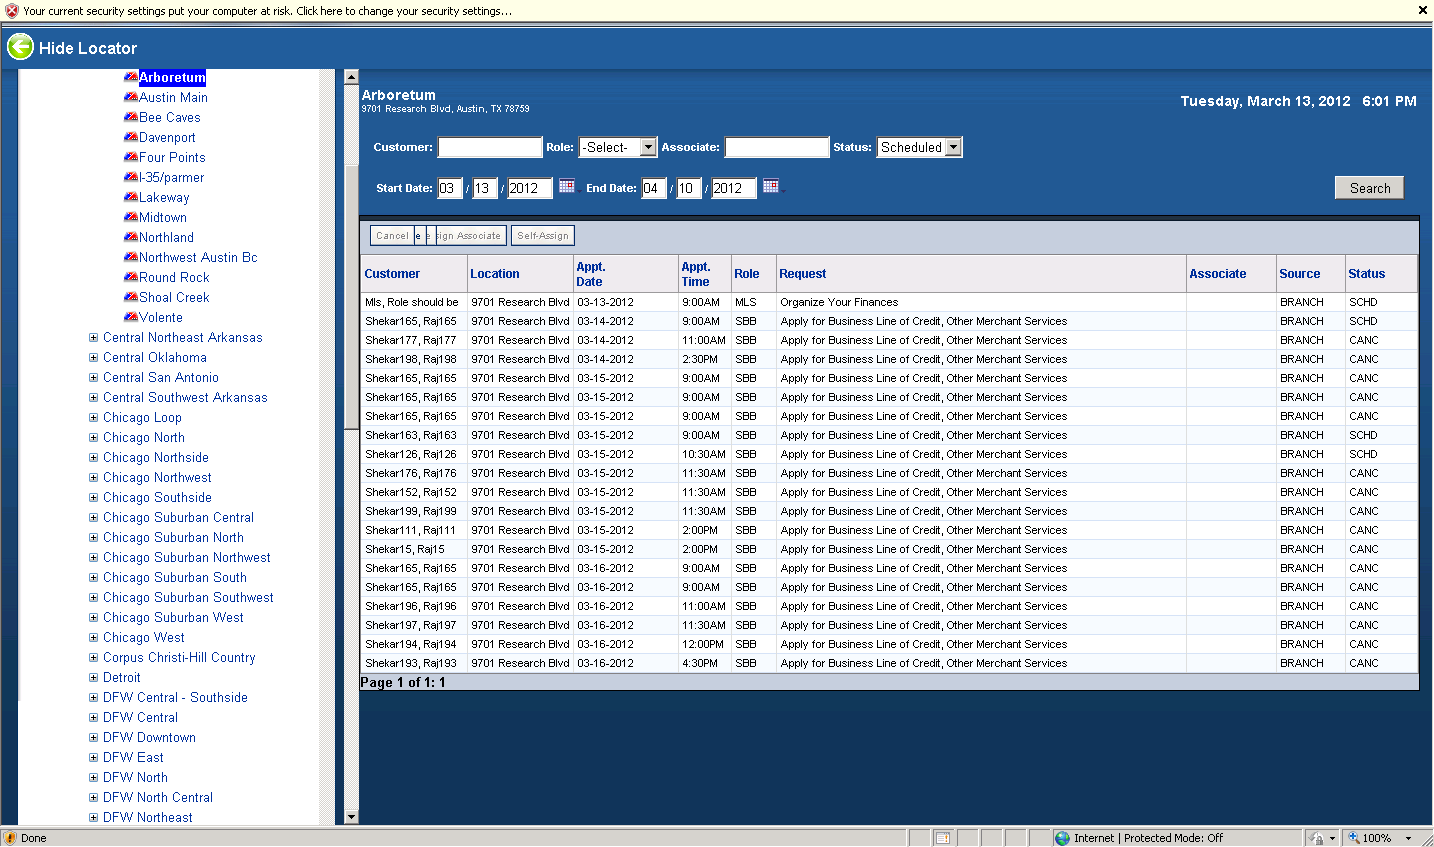 Your current security settings put your computer at risk. Click here to change your security settings...
Hide Locator
Arboretum
Austin Main
Bee Caves
Davenport
Four Points
I-35/parmer
Lakeway
Midtown
Northland
Northwest Austin Bc
Round Rock
Shoal Creek
Volente
Central Northeast Arkansas
Central Oklahoma
Central San Antonio
Central Southwest Arkansas
Chicago Loop
Chicago North
Chicago Northside
Chicago Northwest
Chicago Southside
Chicago Suburban Central
Chicago Suburban North
Chicago Suburban Northwest
Chicago Suburban South
Chicago Suburban Southwest
Chicago Suburban West
Chicago West
Corpus Christi-Hill Country
Detroit
DFW Central - Southside
DFW Central
DFW Downtown
DFW East
DFW North
DFW North Central
DFW Northeast
Arboretum
9701 Research Blvd, Austin, TX 78759
Tuesday, March 13, 2012 6:01 PM
Customer: Role: -Select- Associate: Status: Scheduled
Start Date: 03 / 13 / 2012 End Date: 04 / 10 / 2012
Search
Cancel e e sign Associate Self-Assign
Customer Location Appt. Date Appt. Time Role Request Associate Source Status
Mls, Role should be 9701 Research Blvd 03-13-2012 9:00AM MLS Organize Your Finances BRANCH SCHD
Shekar165, Raj165 9701 Research Blvd 03-14-2012 9:00AM SBB Apply for Business Line of Credit, Other Merchant Services BRANCH SCHD
Shekar177, Raj177 9701 Research Blvd 03-14-2012 11:00AM SBB Apply for Business Line of Credit, Other Merchant Services BRANCH CANC
Shekar198, Raj198 9701 Research Blvd 03-14-2012 2:30PM SBB Apply for Business Line of Credit, Other Merchant Services BRANCH CANC
Shekar165, Raj165 9701 Research Blvd 03-15-2012 9:00AM SBB Apply for Business Line of Credit, Other Merchant Services BRANCH CANC
Shekar165, Raj165 9701 Research Blvd 03-15-2012 9:00AM SBB Apply for Business Line of Credit, Other Merchant Services BRANCH CANC
Shekar165, Raj165 9701 Research Blvd 03-15-2012 9:00AM SBB Apply for Business Line of Credit, Other Merchant Services BRANCH CANC
Shekar163, Raj163 9701 Research Blvd 03-15-2012 9:00AM SBB Apply for Business Line of Credit, Other Merchant Services BRANCH SCHD
Shekar126, Raj126 9701 Research Blvd 03-15-2012 10:30AM SBB Apply for Business Line of Credit, Other Merchant Services BRANCH SCHD
Shekar176, Raj176 9701 Research Blvd 03-15-2012 11:30AM SBB Apply for Business Line of Credit, Other Merchant Services BRANCH CANC
Shekar152, Raj152 9701 Research Blvd 03-15-2012 11:30AM SBB Apply for Business Line of Credit, Other Merchant Services BRANCH CANC
Shekar199, Raj199 9701 Research Blvd 03-15-2012 11:30AM SBB Apply for Business Line of Credit, Other Merchant Services BRANCH CANC
Shekar111, Raj111 9701 Research Blvd 03-15-2012 2:00PM SBB Apply for Business Line of Credit, Other Merchant Services BRANCH CANC
Shekar15, Raj15 9701 Research Blvd 03-15-2012 2:00PM SBB Apply for Business Line of Credit, Other Merchant Services BRANCH CANC
Shekar165, Raj165 9701 Research Blvd 03-16-2012 9:00AM SBB Apply for Business Line of Credit, Other Merchant Services BRANCH CANC
Shekar165, Raj165 9701 Research Blvd 03-16-2012 9:00AM SBB Apply for Business Line of Credit, Other Merchant Services BRANCH CANC
Shekar196, Raj196 9701 Research Blvd 03-16-2012 11:00AM SBB Apply for Business Line of Credit, Other Merchant Services BRANCH CANC
Shekar197, Raj197 9701 Research Blvd 03-16-2012 11:30AM SBB Apply for Business Line of Credit, Other Merchant Services BRANCH CANC
Shekar194, Raj194 9701 Research Blvd 03-16-2012 12:00PM SBB Apply for Business Line of Credit, Other Merchant Services BRANCH CANC
Shekar193, Raj193 9701 Research Blvd 03-16-2012 4:30PM SBB Apply for Business Line of Credit, Other Merchant Services BRANCH CANC
Page 1 of 1: 1
Done
Internet | Protected Mode: Off
100%